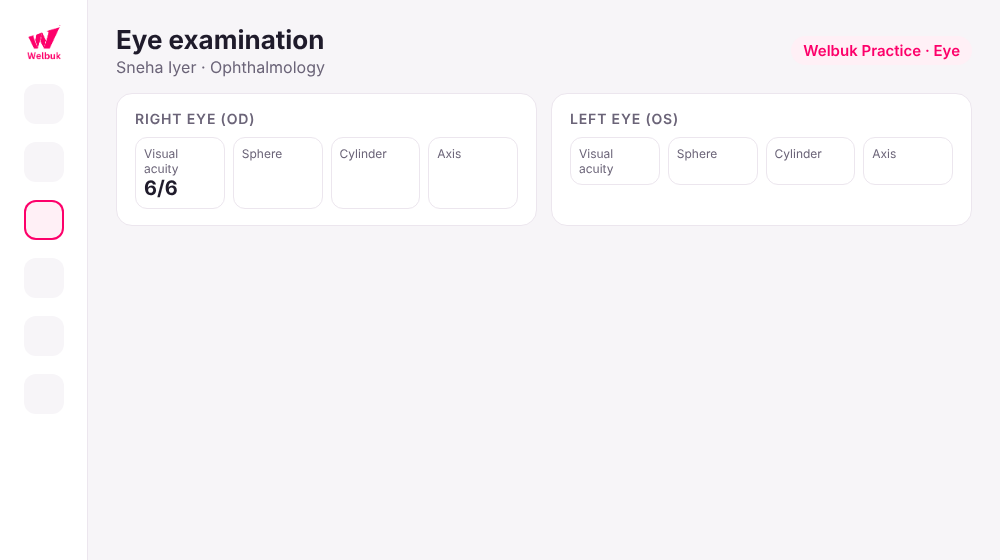 Welbuk
Eye examination
Sneha Iyer · Ophthalmology
Welbuk Practice · Eye
RIGHT EYE (OD)
Visual
acuity
6/6
Sphere
Cylinder
Axis
LEFT EYE (OS)
Visual
acuity
Sphere
Cylinder
Axis